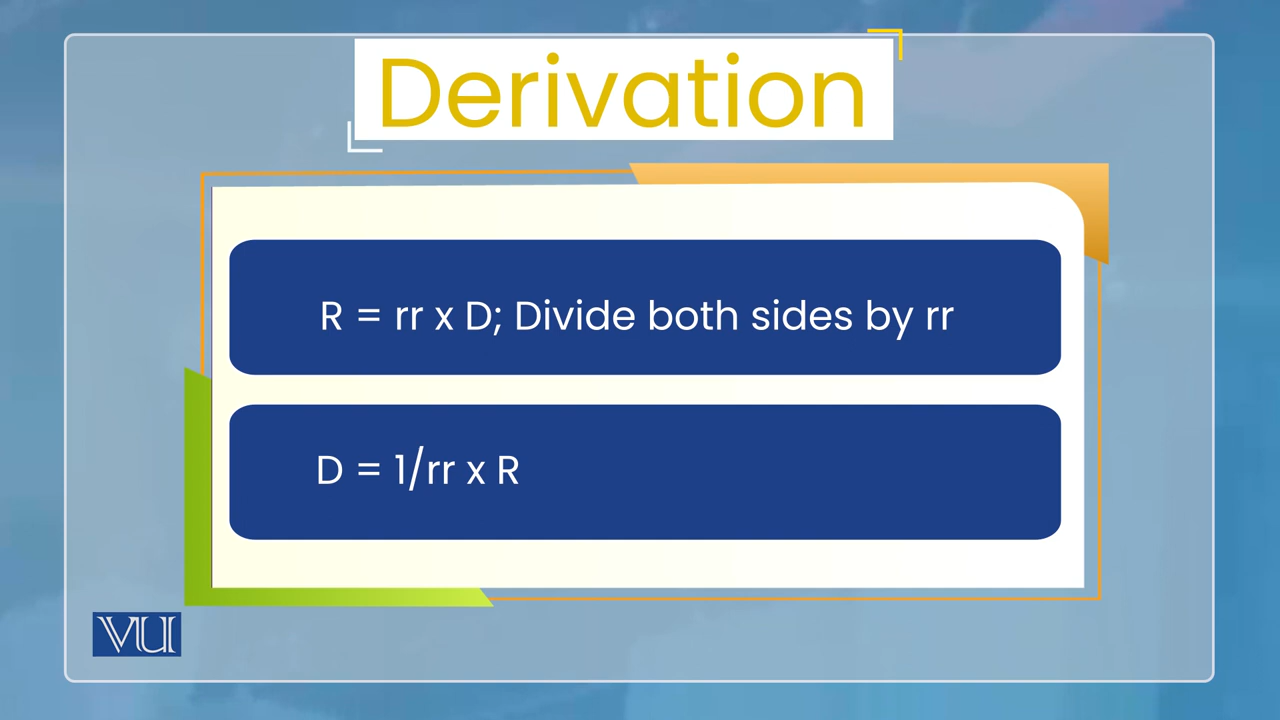 Derivation
R = rr x D; Divide both sides by rr
D = 1/rr x R
VU